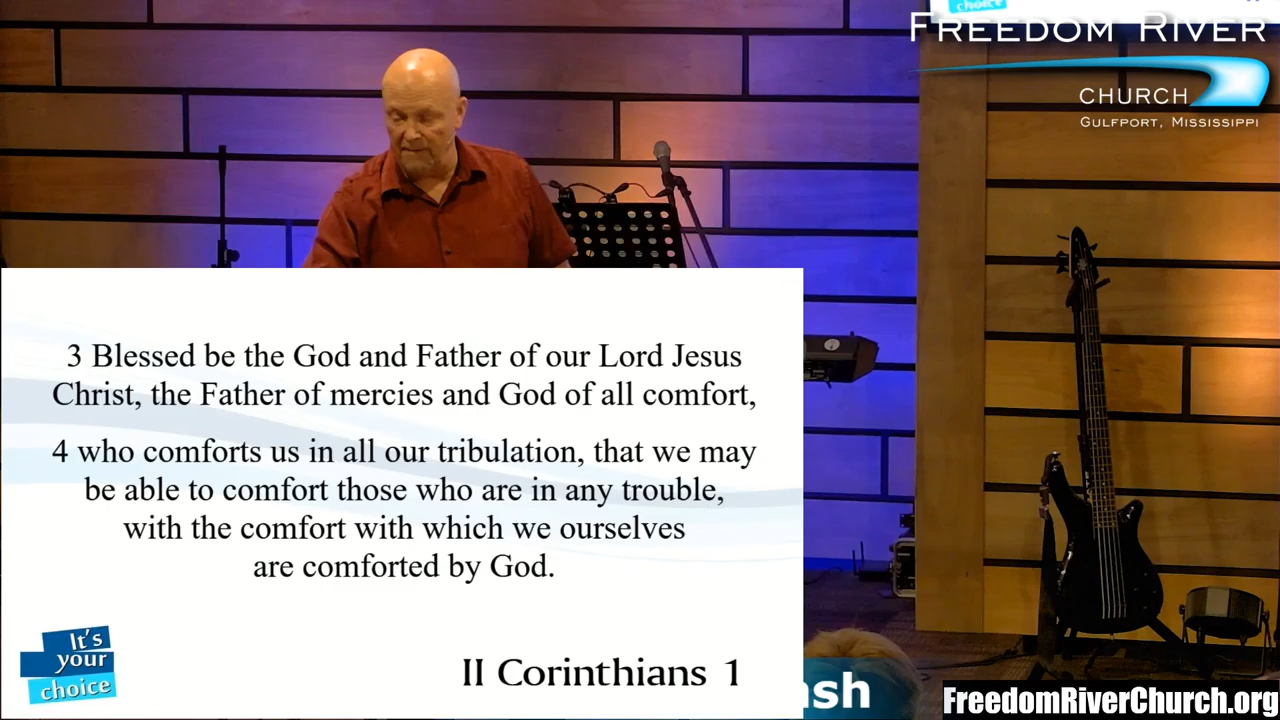 FREEDOM RIVER
CHURCH
GULFPORT, MISSISSIPPI
3 Blessed be the God and Father of our Lord Jesus
Christ, the Father of mercies and God of all comfort,
4 who comforts us in all our tribulation, that we may
be able to comfort those who are in any trouble,
with the comfort with which we ourselves
are comforted by God.
It's
your
choice
II Corinthians 1
FreedomRiverChurch.org